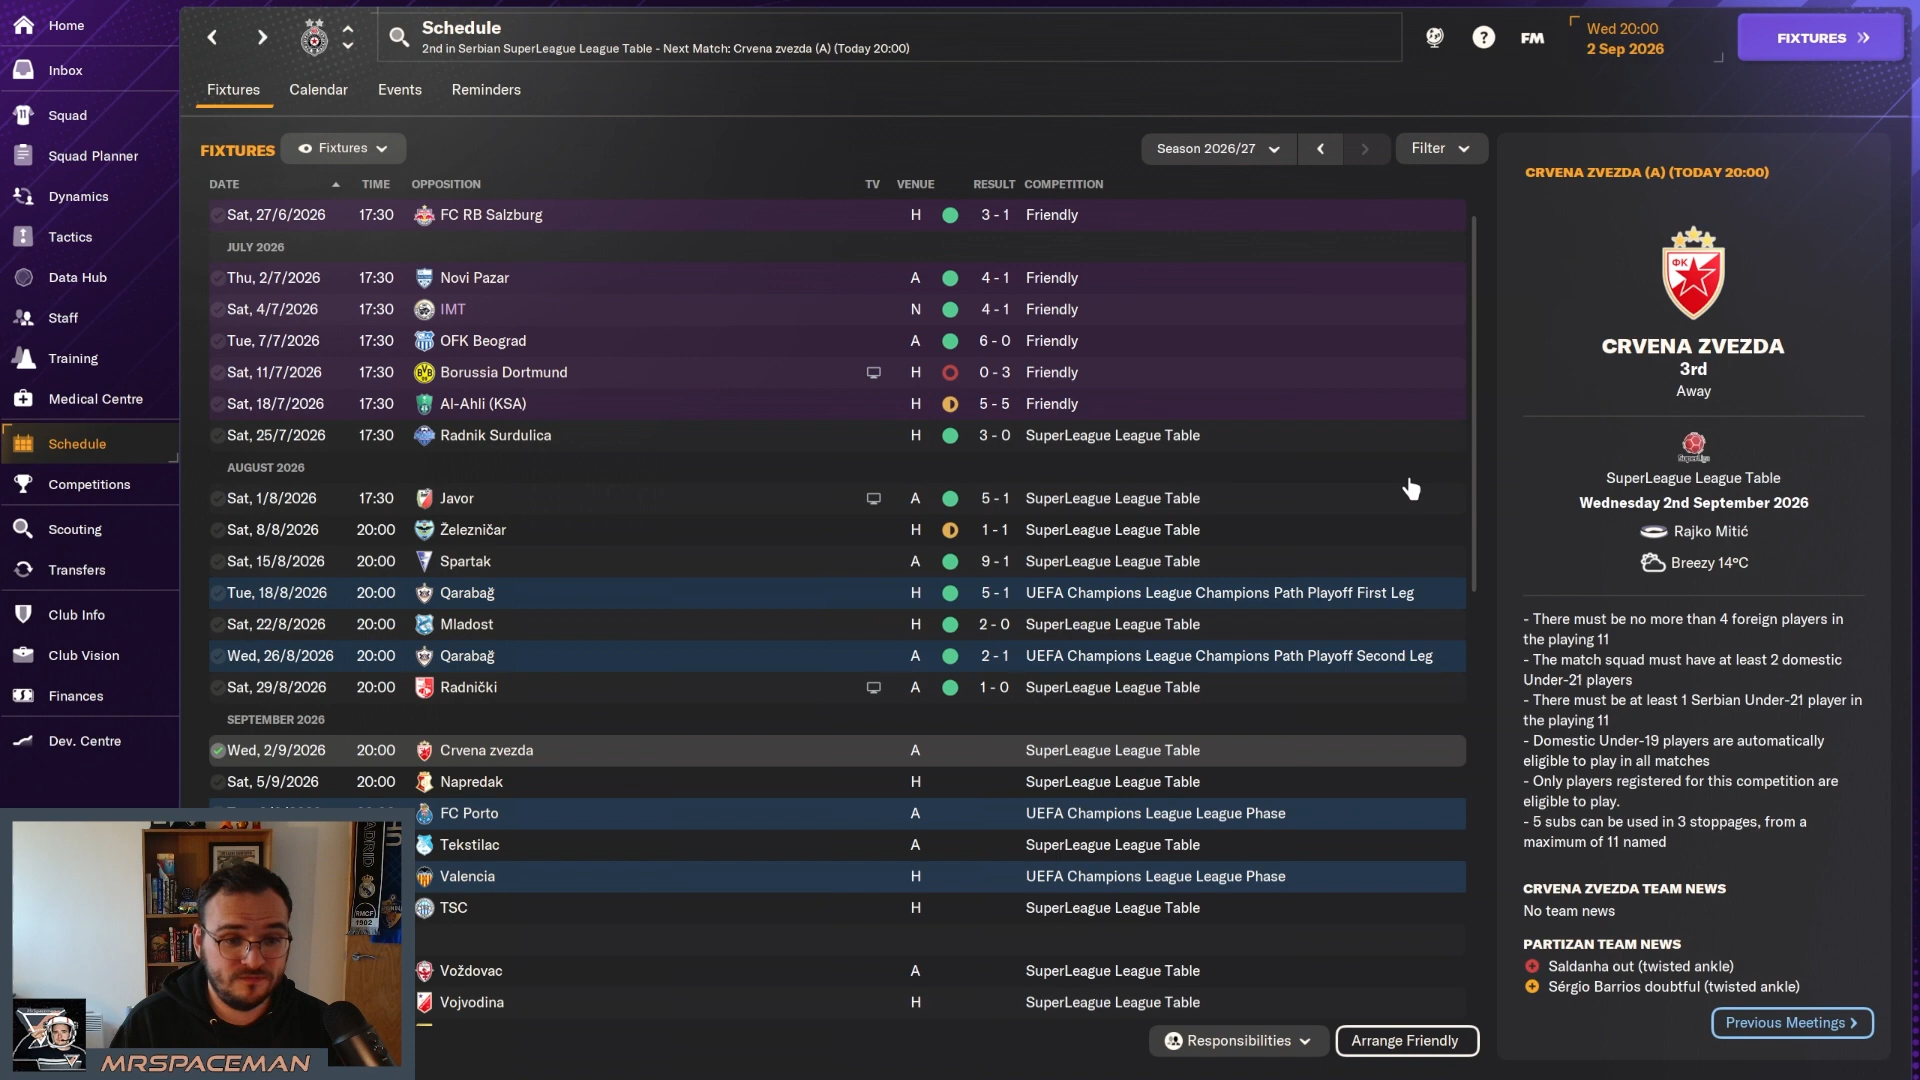 Home
Inbox
Squad
Squad Planner
Dynamics
Tactics
Data Hub
Staff
Training
Medical Centre
Schedule
Competitions
Scouting
Transfers
Club Info
Club Vision
Finances
Dev. Centre
Schedule
2nd in Serbian SuperLeague League Table - Next Match: Crvena zvezda (A) (Today 20:00)
FM
Wed 20:00
2 Sep 2026
FIXTURES
Fixtures Calendar Events Reminders
FIXTURES Fixtures Season 2026/27 Filter
DATE TIME OPPOSITION TV VENUE RESULT COMPETITION
Sat, 27/6/2026 17:30 FC RB Salzburg H 3 - 1 Friendly
JULY 2026
Thu, 2/7/2026 17:30 Novi Pazar A 4 - 1 Friendly
Sat, 4/7/2026 17:30 IMT N 4 - 1 Friendly
Tue, 7/7/2026 17:30 OFK Beograd A 6 - 0 Friendly
Sat, 11/7/2026 17:30 Borussia Dortmund H 0 - 3 Friendly
Sat, 18/7/2026 17:30 Al-Ahli (KSA) H 5 - 5 Friendly
Sat, 25/7/2026 17:30 Radnik Surdulica H 3 - 0 SuperLeague League Table
AUGUST 2026
Sat, 1/8/2026 17:30 Javor A 5 - 1 SuperLeague League Table
Sat, 8/8/2026 20:00 Železničar H 1 - 1 SuperLeague League Table
Sat, 15/8/2026 20:00 Spartak A 9 - 1 SuperLeague League Table
Tue, 18/8/2026 20:00 Qarabağ H 5 - 1 UEFA Champions League Champions Path Playoff First Leg
Sat, 22/8/2026 20:00 Mladost H 2 - 0 SuperLeague League Table
Wed, 26/8/2026 20:00 Qarabağ A 2 - 1 UEFA Champions League Champions Path Playoff Second Leg
Sat, 29/8/2026 20:00 Radnički A 1 - 0 SuperLeague League Table
SEPTEMBER 2026
Wed, 2/9/2026 20:00 Crvena zvezda A SuperLeague League Table
Sat, 5/9/2026 20:00 Napredak H SuperLeague League Table
FC Porto A UEFA Champions League League Phase
Tekstilac A SuperLeague League Table
Valencia H UEFA Champions League League Phase
TSC H SuperLeague League Table
Voždovac A SuperLeague League Table
Vojvodina H SuperLeague League Table
Responsibilities Arrange Friendly
CRVENA ZVEZDA (A) (TODAY 20:00)
ФК
CRVENA ZVEZDA
3rd
Away
SuperLeague League Table
Wednesday 2nd September 2026
Rajko Mitić
Breezy 14°C
- There must be no more than 4 foreign players in
the playing 11
- The match squad must have at least 2 domestic
Under-21 players
- There must be at least 1 Serbian Under-21 player in
the playing 11
- Domestic Under-19 players are automatically
eligible to play in all matches
- Only players registered for this competition are
eligible to play.
- 5 subs can be used in 3 stoppages, from a
maximum of 11 named
CRVENA ZVEZDA TEAM NEWS
No team news
PARTIZAN TEAM NEWS
Saldanha out (twisted ankle)
Sérgio Barrios doubtful (twisted ankle)
Previous Meetings
MADRID
RMCF
1902
MRSPACEMAN